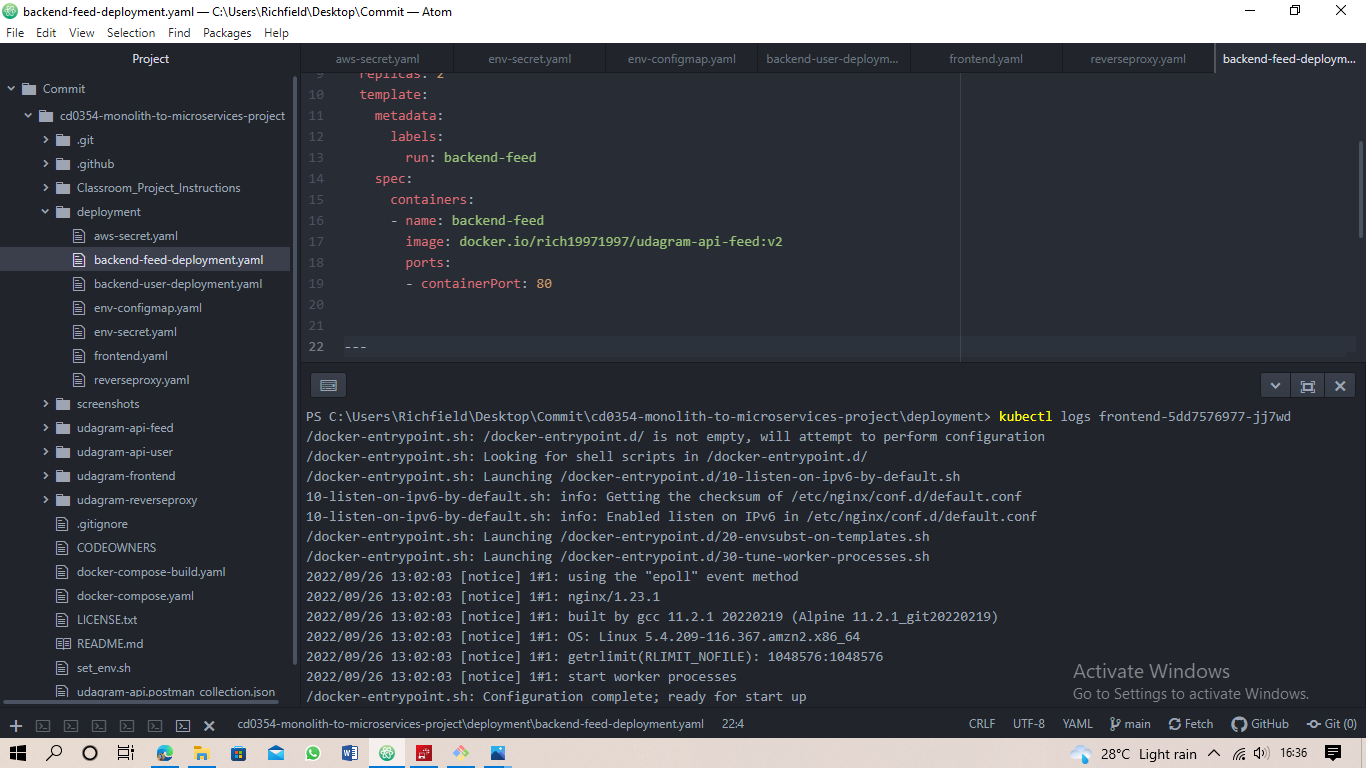 backend-feed-deployment.yaml — C:\Users\Richfield\Desktop\Commit — Atom
File Edit View Selection Find Packages Help
Project
aws-secret.yaml env-secret.yaml env-configmap.yaml backend-user-deploym... frontend.yaml reverseproxy.yaml backend-feed-deploym...
Commit
cd0354-monolith-to-microservices-project
.git
.github
Classroom_Project_Instructions
deployment
aws-secret.yaml
backend-feed-deployment.yaml
backend-user-deployment.yaml
env-configmap.yaml
env-secret.yaml
frontend.yaml
reverseproxy.yaml
screenshots
udagram-api-feed
udagram-api-user
udagram-frontend
udagram-reverseproxy
.gitignore
CODEOWNERS
docker-compose-build.yaml
docker-compose.yaml
LICENSE.txt
README.md
set_env.sh
udagram-api.postman_collection.json
9 replicas: 2
10 template:
11 metadata:
12 labels:
13 run: backend-feed
14 spec:
15 containers:
16 - name: backend-feed
17 image: docker.io/rich19971997/udagram-api-feed:v2
18 ports:
19 - containerPort: 80
20
21
22 ---
PS C:\Users\Richfield\Desktop\Commit\cd0354-monolith-to-microservices-project\deployment> kubectl logs frontend-5dd7576977-jj7wd
/docker-entrypoint.sh: /docker-entrypoint.d/ is not empty, will attempt to perform configuration
/docker-entrypoint.sh: Looking for shell scripts in /docker-entrypoint.d/
/docker-entrypoint.sh: Launching /docker-entrypoint.d/10-listen-on-ipv6-by-default.sh
10-listen-on-ipv6-by-default.sh: info: Getting the checksum of /etc/nginx/conf.d/default.conf
10-listen-on-ipv6-by-default.sh: info: Enabled listen on IPv6 in /etc/nginx/conf.d/default.conf
/docker-entrypoint.sh: Launching /docker-entrypoint.d/20-envsubst-on-templates.sh
/docker-entrypoint.sh: Launching /docker-entrypoint.d/30-tune-worker-processes.sh
2022/09/26 13:02:03 [notice] 1#1: using the "epoll" event method
2022/09/26 13:02:03 [notice] 1#1: nginx/1.23.1
2022/09/26 13:02:03 [notice] 1#1: built by gcc 11.2.1 20220219 (Alpine 11.2.1_git20220219)
2022/09/26 13:02:03 [notice] 1#1: OS: Linux 5.4.209-116.367.amzn2.x86_64
2022/09/26 13:02:03 [notice] 1#1: getrlimit(RLIMIT_NOFILE): 1048576:1048576
2022/09/26 13:02:03 [notice] 1#1: start worker processes
/docker-entrypoint.sh: Configuration complete; ready for start up
Activate Windows
Go to Settings to activate Windows.
cd0354-monolith-to-microservices-project\deployment\backend-feed-deployment.yaml 22:4 CRLF UTF-8 YAML main Fetch GitHub Git (0)
28°C Light rain 16:36